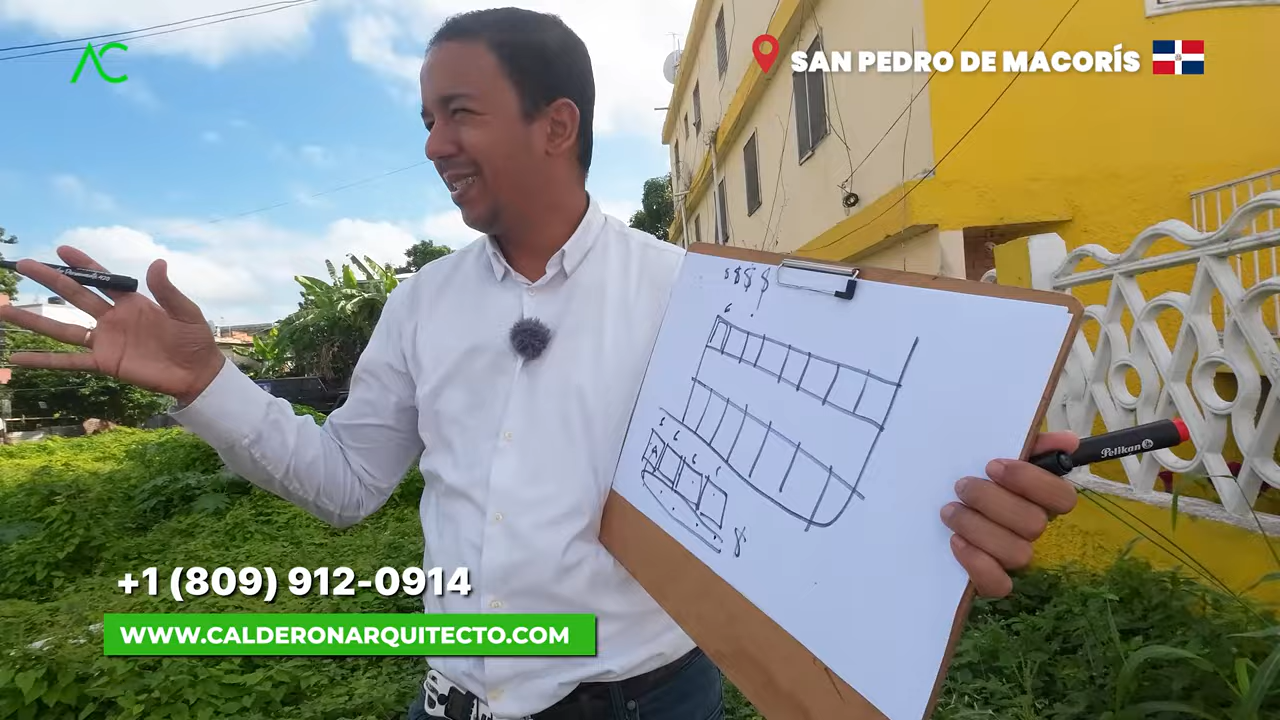 AC
SAN PEDRO DE MACORÍS
$ $ $ $
A
$
Pelikan
+1 (809) 912-0914
WWW.CALDERONARQUITECTO.COM